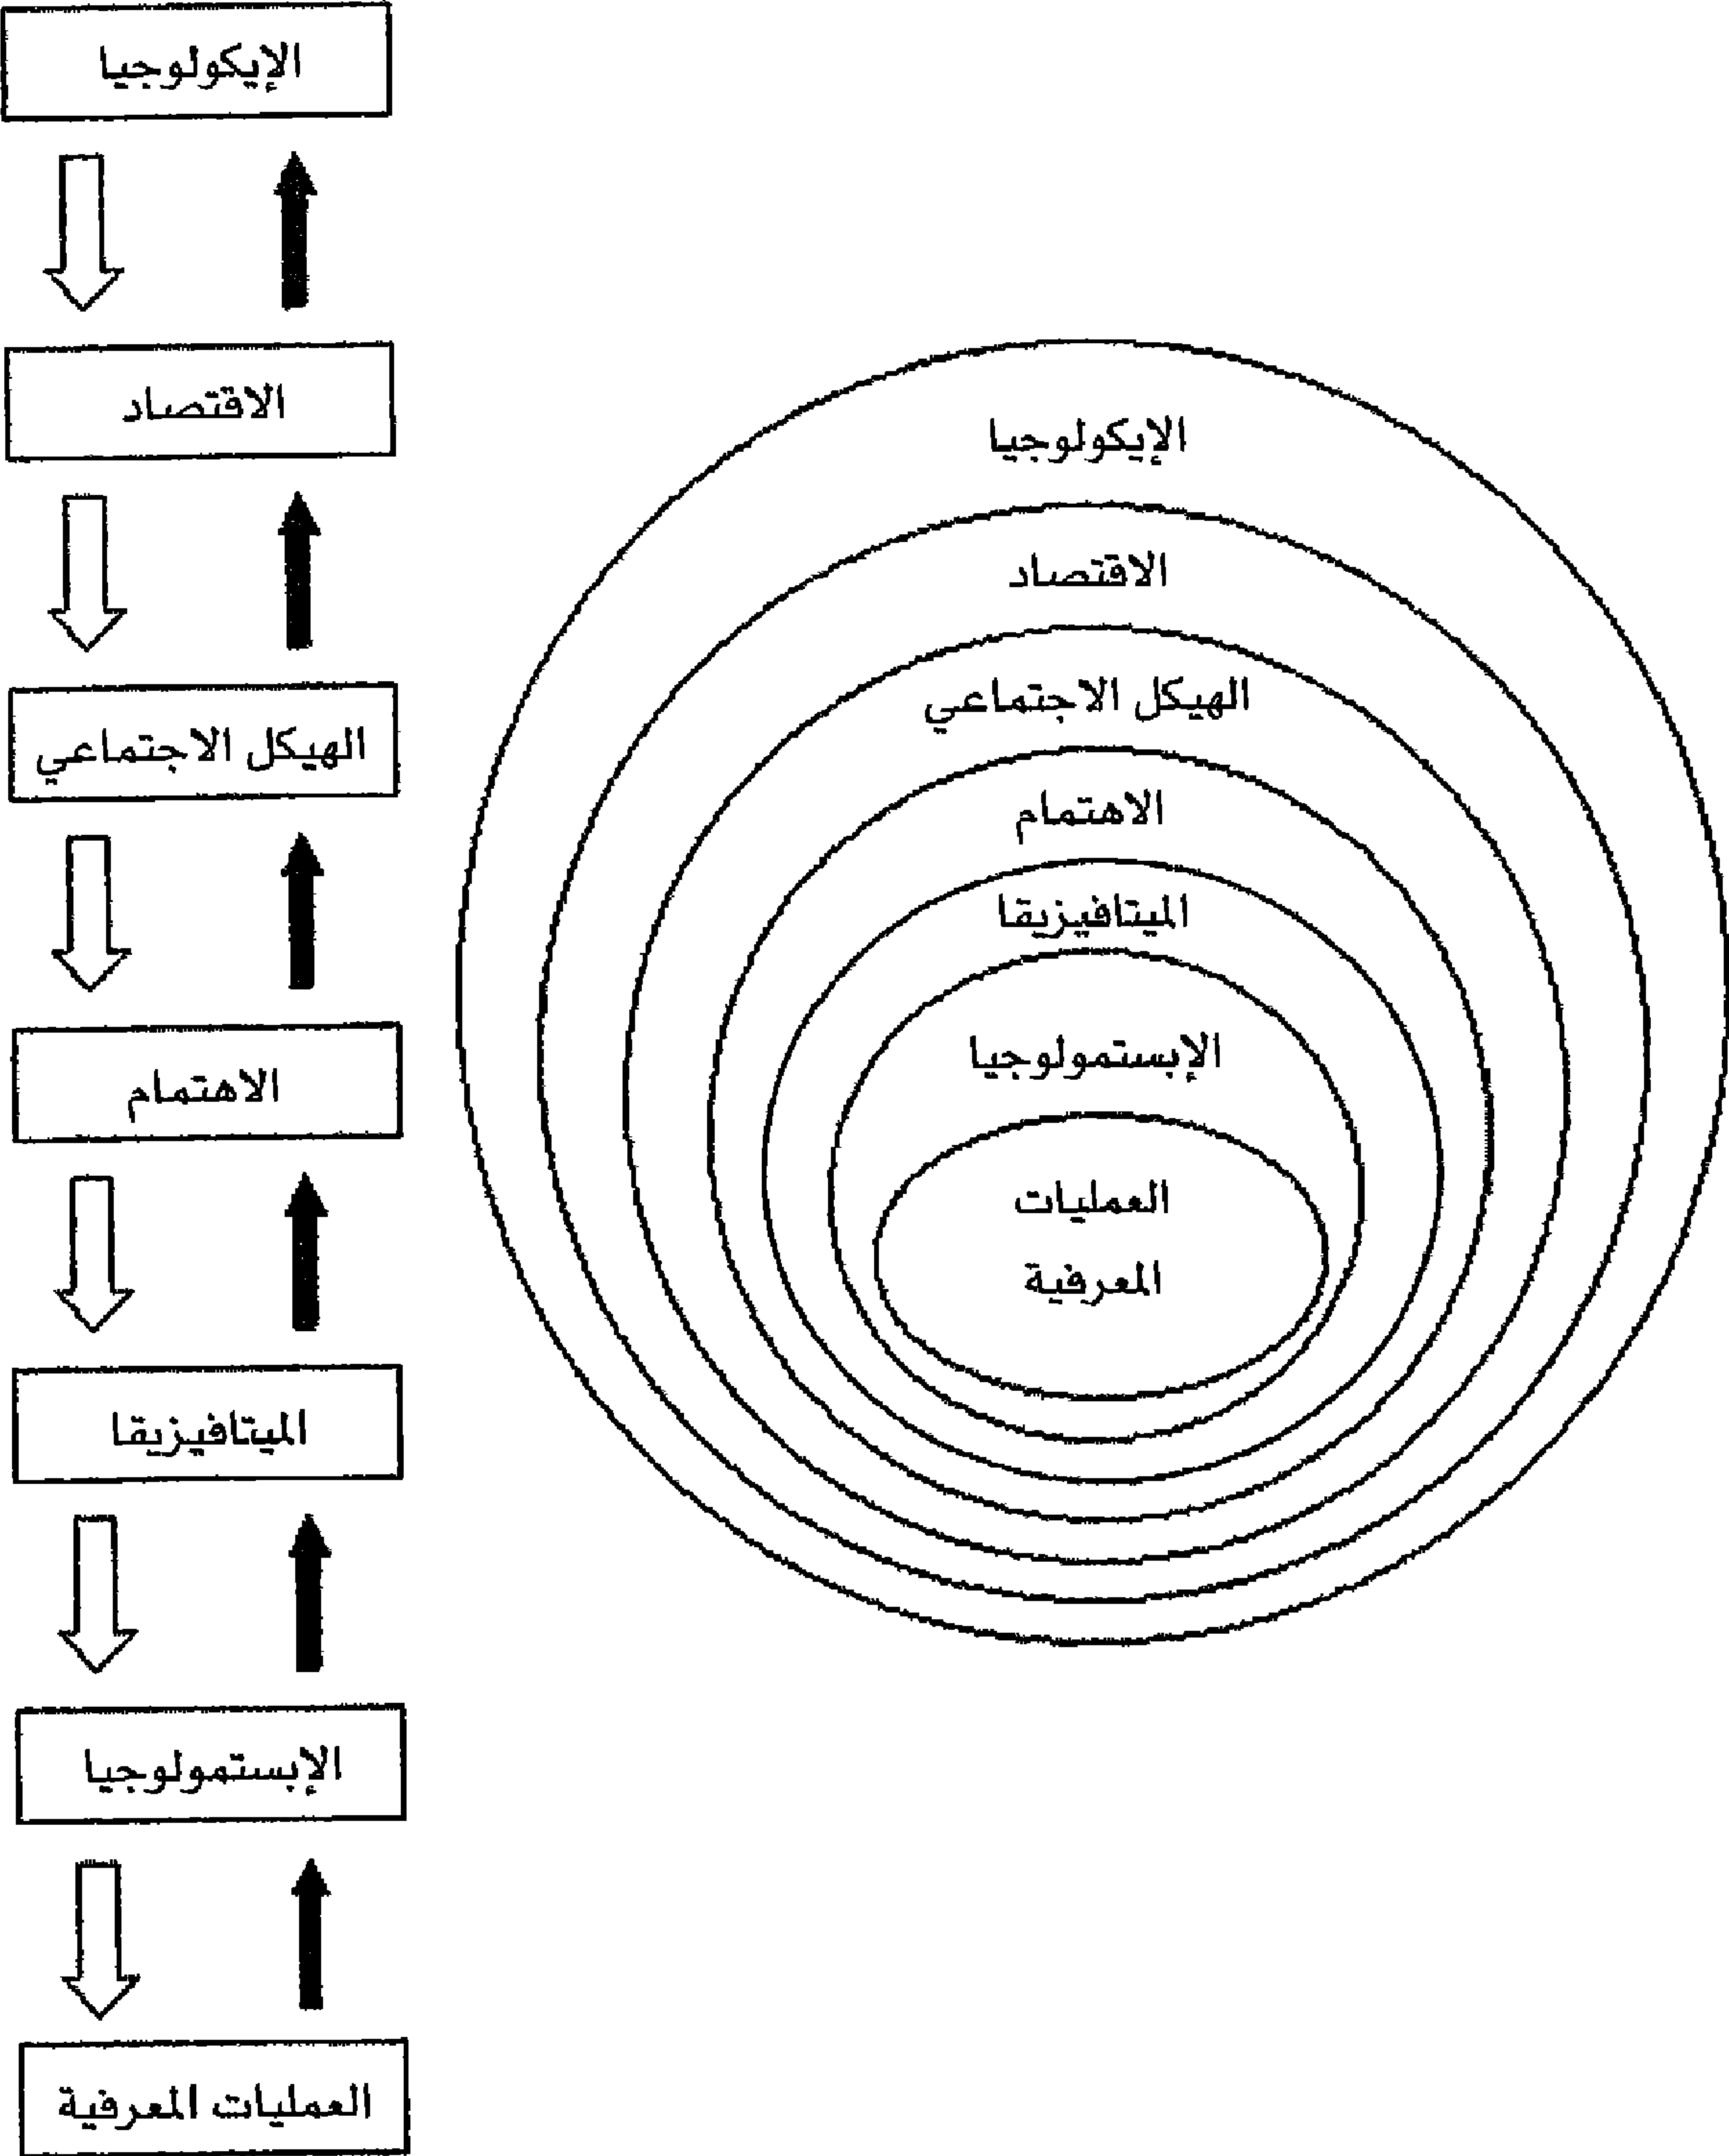 الإيكولوجيا
الاقتصاد
الهيكل الاجتماعي
الاهتمام
الميتافيزيقا
الإبستمولوجيا
العمليات المعرفية
الإيكولوجيا
الاقتصاد
الهيكل الاجتماعي
الاهتمام
الميتافيزيقا
الإبستمولوجيا
العمليات
المعرفية